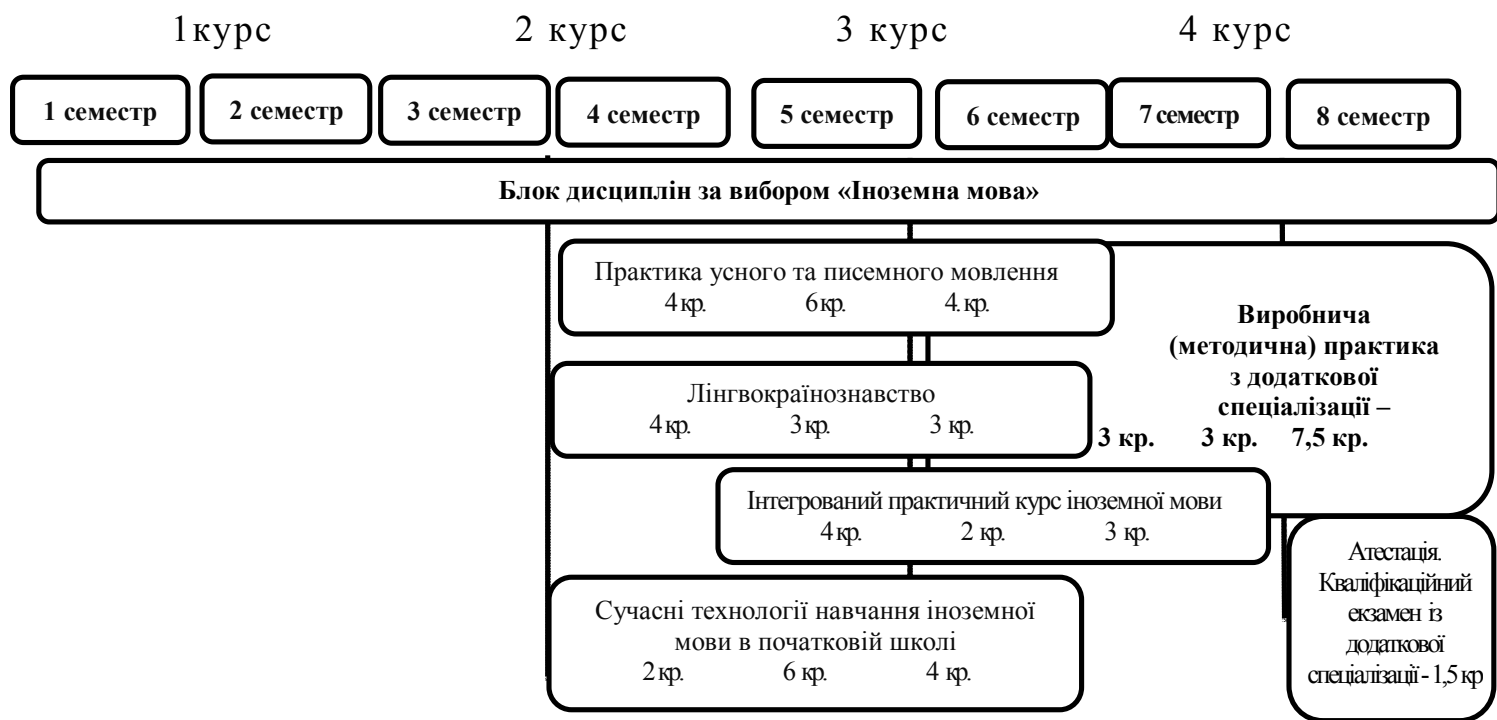 1курс 2 курс 3 курс 4 курс
1 семестр 2 семестр 3 семестр 4 семестр 5 семестр 6 семестр 7 семестр 8 семестр
Блок дисциплін за вибором «Іноземна мова»
Практика усного та писемного мовлення
4 кр. 6 кр. 4. кр.
Виробнича
(методична) практика
з додаткової
спеціалізації –
3 кр. 3 кр. 7,5 кр.
Лінгвокраїнознавство
4 кр. 3 кр. 3 кр.
Інтегрований практичний курс іноземної мови
4 кр. 2 кр. 3 кр.
Сучасні технології навчання іноземної
мови в початковій школі
2 кр. 6 кр. 4 кр.
Атестація.
Кваліфікаційний
екзамен із
додаткової
спеціалізації - 1,5 кр